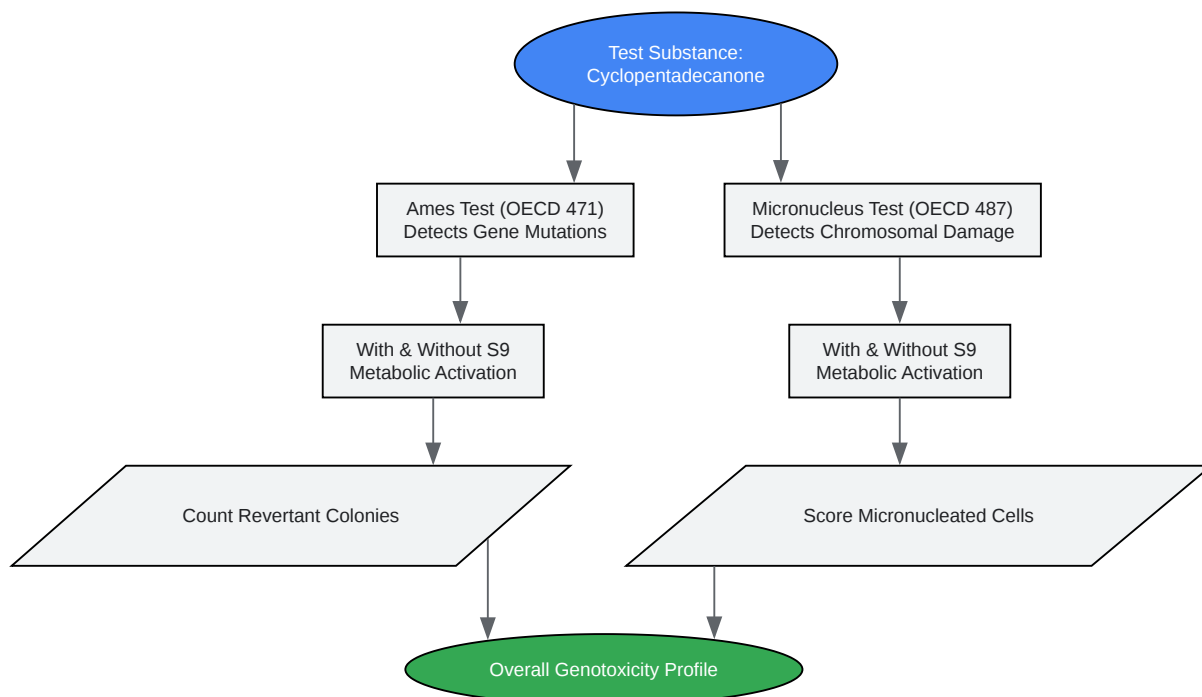 Test Substance:
Cyclopentadecanone
Ames Test (OECD 471)
Detects Gene Mutations
Micronucleus Test (OECD 487)
Detects Chromosomal Damage
With & Without S9
Metabolic Activation
With & Without S9
Metabolic Activation
Count Revertant Colonies
Score Micronucleated Cells
Overall Genotoxicity Profile